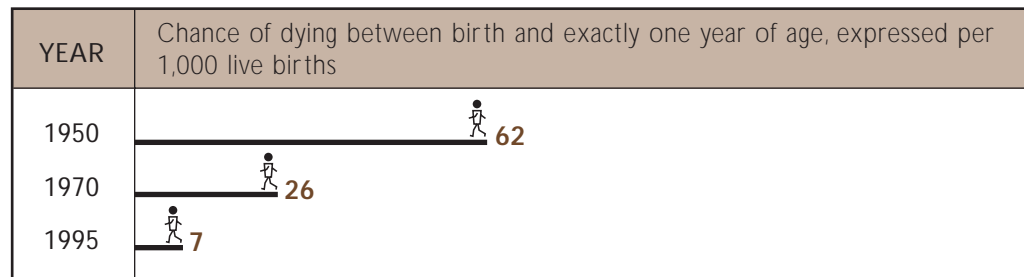 YEAR
Chance of dying between birth and exactly one year of age, expressed per
1,000 live births
1950
62
1970
26
1995
7